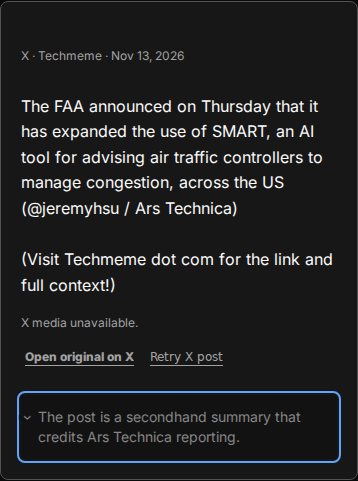 X · Techmeme · Nov 13, 2026
The FAA announced on Thursday that it
has expanded the use of SMART, an AI
tool for advising air traffic controllers to
manage congestion, across the US
(@jeremyhsu / Ars Technica)
(Visit Techmeme dot com for the link and
full context!)
X media unavailable.
Open original on X Retry X post
The post is a secondhand summary that
credits Ars Technica reporting.